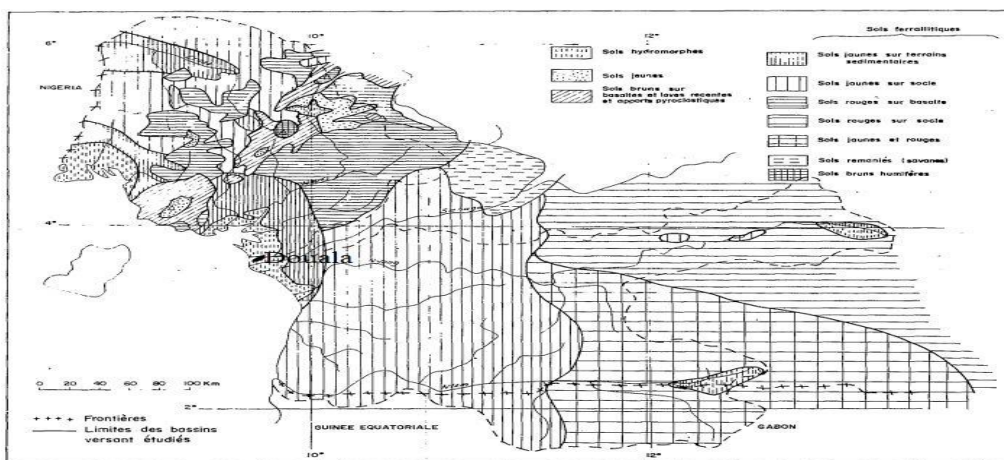 10°
12°
6°
NIGERIA
4°
Douala
Sols ferrallitiques
Sols hydromorphes
Sols jaunes
Sols bruns sur
basaltes et laves recentes
et apports pyroclastiques
Sols jaunes sur terrains
sedimentaires
Sols jaunes sur socle
Sols rouges sur basalte
Sols rouges sur socle
Sols jaunes et rouges
Sols remaniés (savanes)
Sols bruns humiféres
0 20 40 60 80 100 Km
Ntem
++++ Frontières
Limites des bassins
versant étudiés
2°
GUINEE EQUATORIALE
GABON
10°
12°